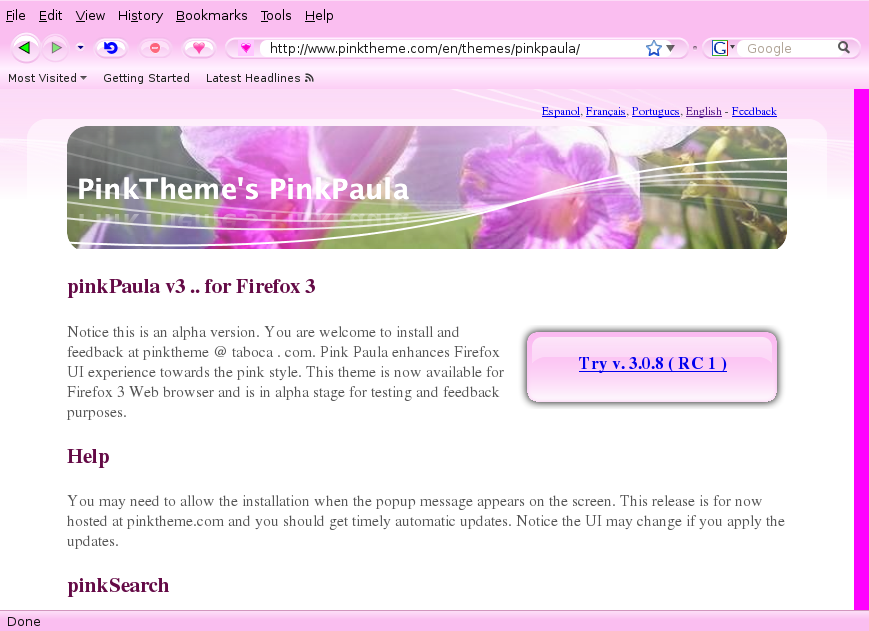 File Edit View History Bookmarks Tools Help
http://www.pinktheme.com/en/themes/pinkpaula/
G Google
Most Visited Getting Started Latest Headlines
Espanol, Français, Portugues, English - Feedback
PinkTheme's PinkPaula
pinkPaula v3 .. for Firefox 3
Notice this is an alpha version. You are welcome to install and
feedback at pinktheme @ taboca . com. Pink Paula enhances Firefox
UI experience towards the pink style. This theme is now available for
Firefox 3 Web browser and is in alpha stage for testing and feedback
purposes.
Try v. 3.0.8 ( RC 1 )
Help
You may need to allow the installation when the popup message appears on the screen. This release is for now
hosted at pinktheme.com and you should get timely automatic updates. Notice the UI may change if you apply the
updates.
pinkSearch
Done